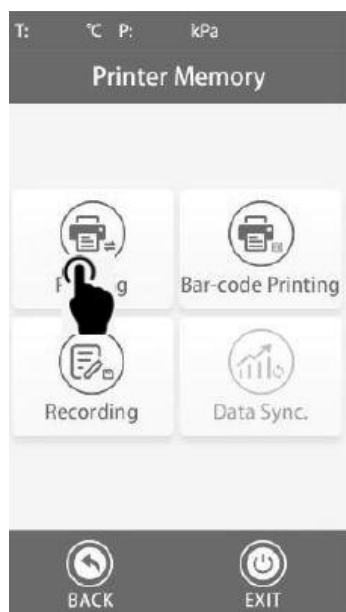 T: ℃ P: kPa
Printer Memory
Bar-code Printing
Recording
Data Sync.
BACK
EXIT